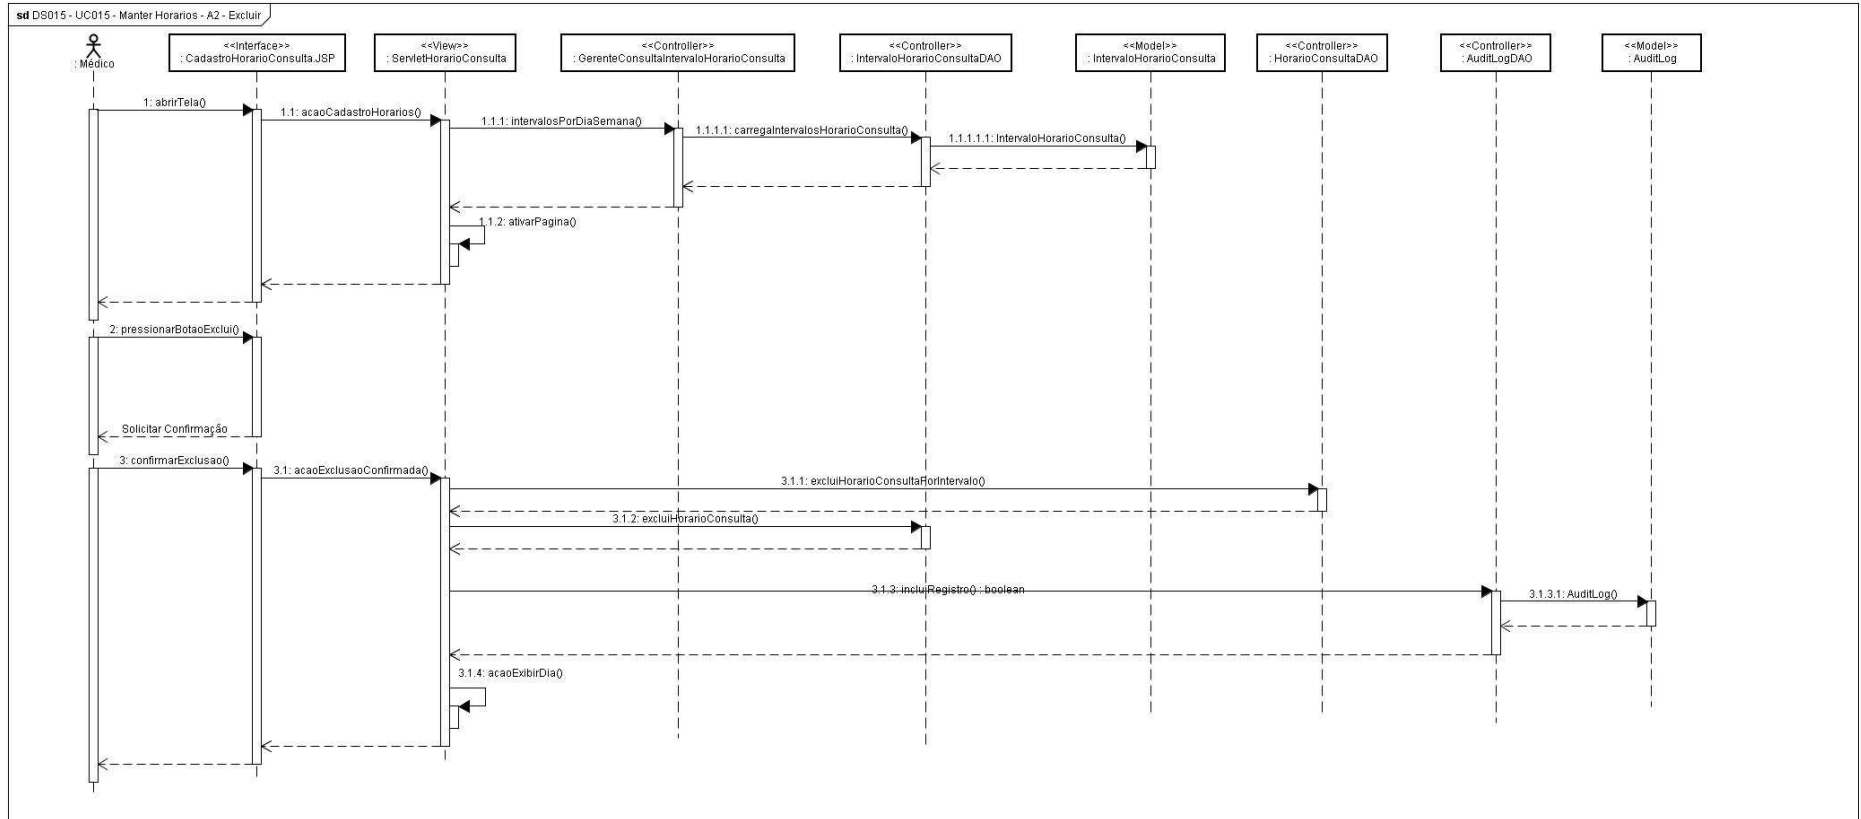 sd DS015 - UC015 - Manter Horarios - A2 - Excluir
: Médico
<<Interface>>
: CadastroHorarioConsulta.JSP
<<View>>
: ServletHorarioConsulta
<<Controller>>
: GerenteConsultaIntervaloHorarioConsulta
<<Controller>>
: IntervaloHorarioConsultaDAO
<<Model>>
: IntervaloHorarioConsulta
<<Controller>>
: HorarioConsultaDAO
<<Controller>>
: AuditLogDAO
<<Model>>
: AuditLog
1: abrirTela()
1.1: acaoCadastroHorarios()
1.1.1: intervalosPorDiaSemana()
1.1.1.1: carregaIntervalosHorarioConsulta()
1.1.1.1.1: IntervaloHorarioConsulta()
1.1.2: ativarPagina()
2: pressionarBotaoExclui()
Solicitar Confirmação
3: confirmarExclusao()
3.1: acaoExclusaoConfirmada()
3.1.1: excluiHorarioConsultaPorIntervalo()
3.1.2: excluiHorarioConsulta()
3.1.3: incluiRegistro() : boolean
3.1.3.1: AuditLog()
3.1.4: acaoExibirDia()